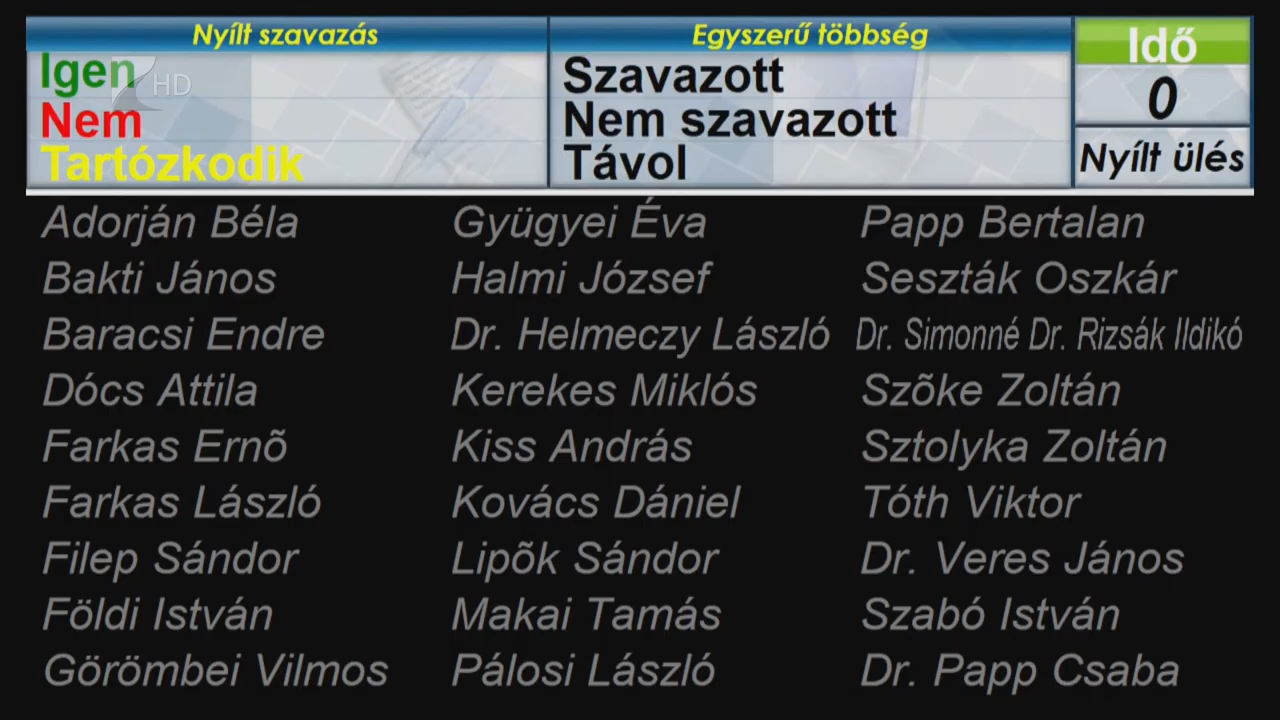 Nyílt szavazás
Igen
HD
Nem
Tartózkodik
Egyszerű többség
Szavazott
Nem szavazott
Távol
Idő
0
Nyílt ülés
Adorján Béla
Bakti János
Baracsi Endre
Dócs Attila
Farkas Ernõ
Farkas László
Filep Sándor
Földi István
Görömbei Vilmos
Gyügyei Éva
Halmi József
Dr. Helmeczy László
Kerekes Miklós
Kiss András
Kovács Dániel
Lipõk Sándor
Makai Tamás
Pálosi László
Papp Bertalan
Seszták Oszkár
Dr. Simonné Dr. Rizsák Ildikó
Szõke Zoltán
Sztolyka Zoltán
Tóth Viktor
Dr. Veres János
Szabó István
Dr. Papp Csaba